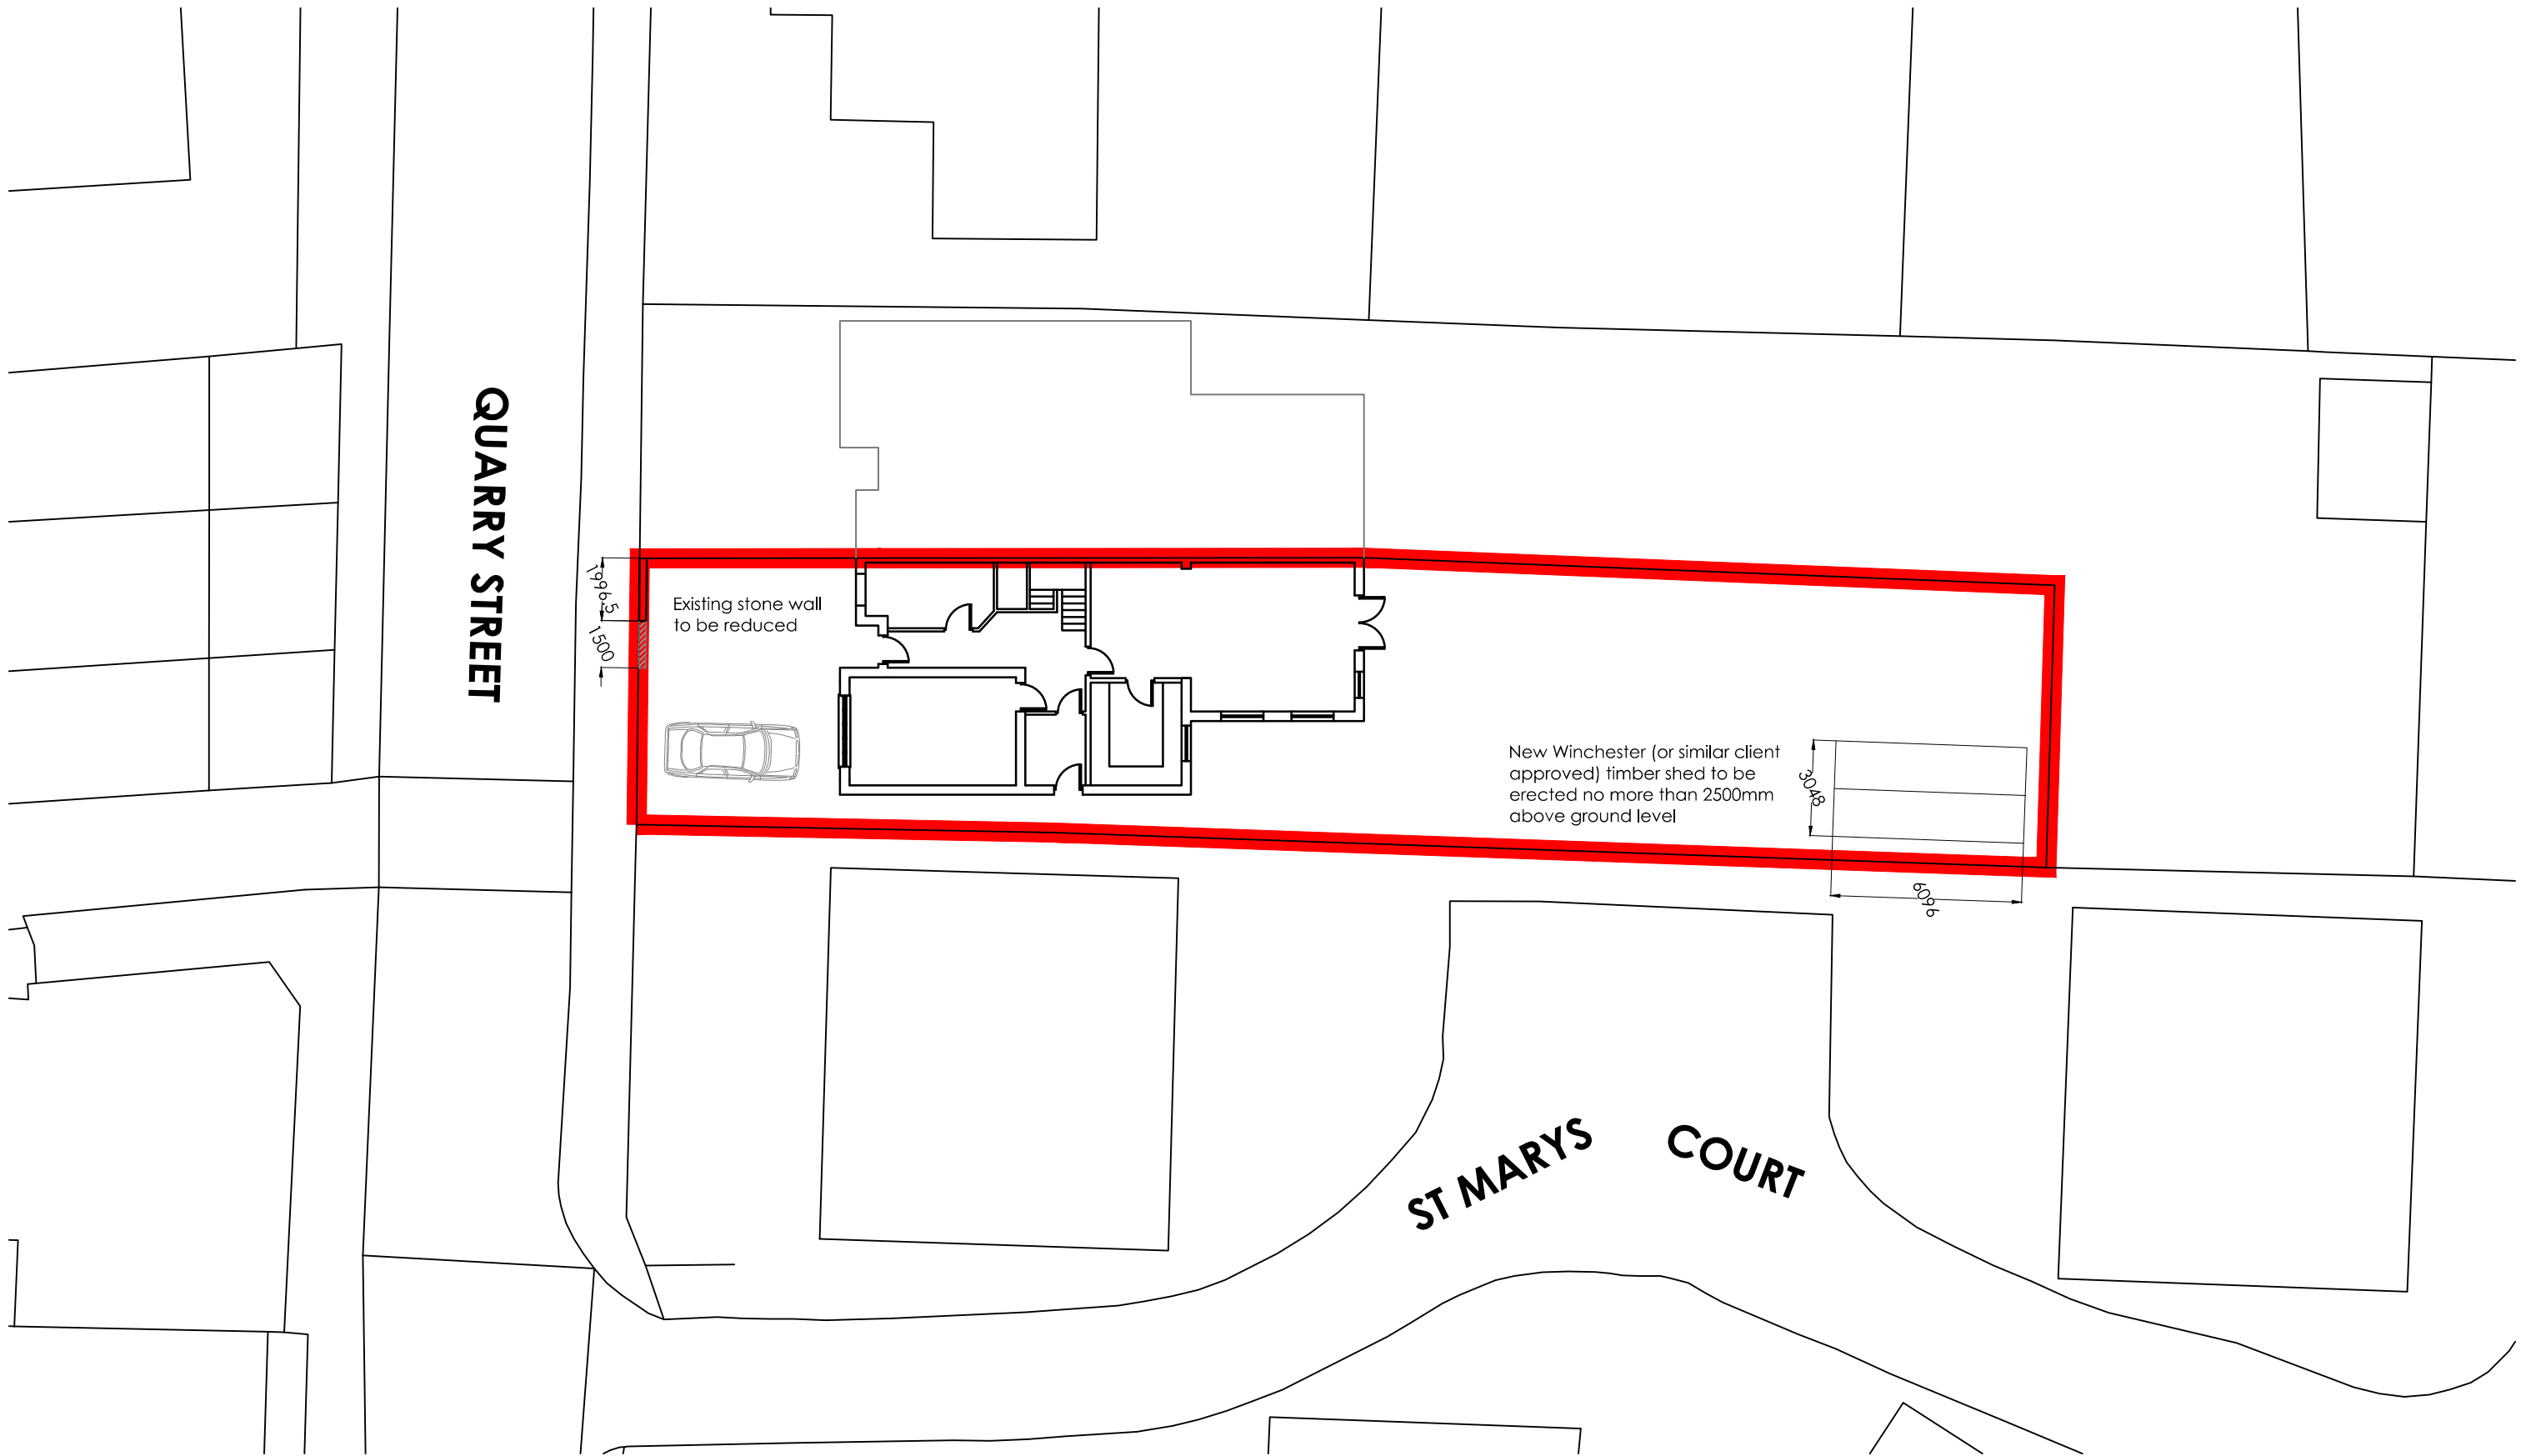 QUARRY STREET
1996.5
1500
Existing stone wall
to be reduced
New Winchester (or similar client
approved) timber shed to be
erected no more than 2500mm
above ground level
3048
6096
ST MARYS COURT